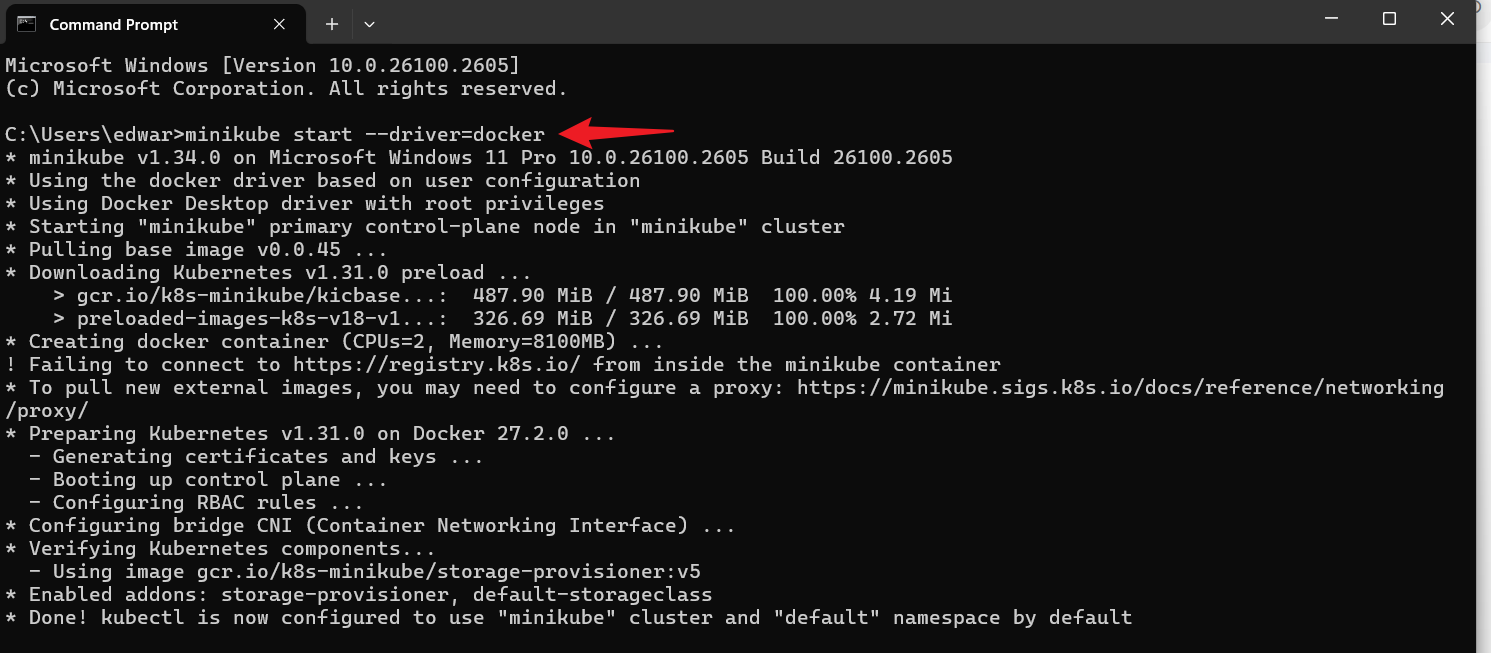 Command Prompt
Microsoft Windows [Version 10.0.26100.2605]
(c) Microsoft Corporation. All rights reserved.
C:\Users\edwar>minikube start --driver=docker
* minikube v1.34.0 on Microsoft Windows 11 Pro 10.0.26100.2605 Build 26100.2605
* Using the docker driver based on user configuration
* Using Docker Desktop driver with root privileges
* Starting "minikube" primary control-plane node in "minikube" cluster
* Pulling base image v0.0.45 ...
* Downloading Kubernetes v1.31.0 preload ...
    > gcr.io/k8s-minikube/kicbase...:  487.90 MiB / 487.90 MiB  100.00% 4.19 Mi
    > preloaded-images-k8s-v18-v1...:  326.69 MiB / 326.69 MiB  100.00% 2.72 Mi
* Creating docker container (CPUs=2, Memory=8100MB) ...
! Failing to connect to https://registry.k8s.io/ from inside the minikube container
* To pull new external images, you may need to configure a proxy: https://minikube.sigs.k8s.io/docs/reference/networking
/proxy/
* Preparing Kubernetes v1.31.0 on Docker 27.2.0 ...
  - Generating certificates and keys ...
  - Booting up control plane ...
  - Configuring RBAC rules ...
* Configuring bridge CNI (Container Networking Interface) ...
* Verifying Kubernetes components...
  - Using image gcr.io/k8s-minikube/storage-provisioner:v5
* Enabled addons: storage-provisioner, default-storageclass
* Done! kubectl is now configured to use "minikube" cluster and "default" namespace by default